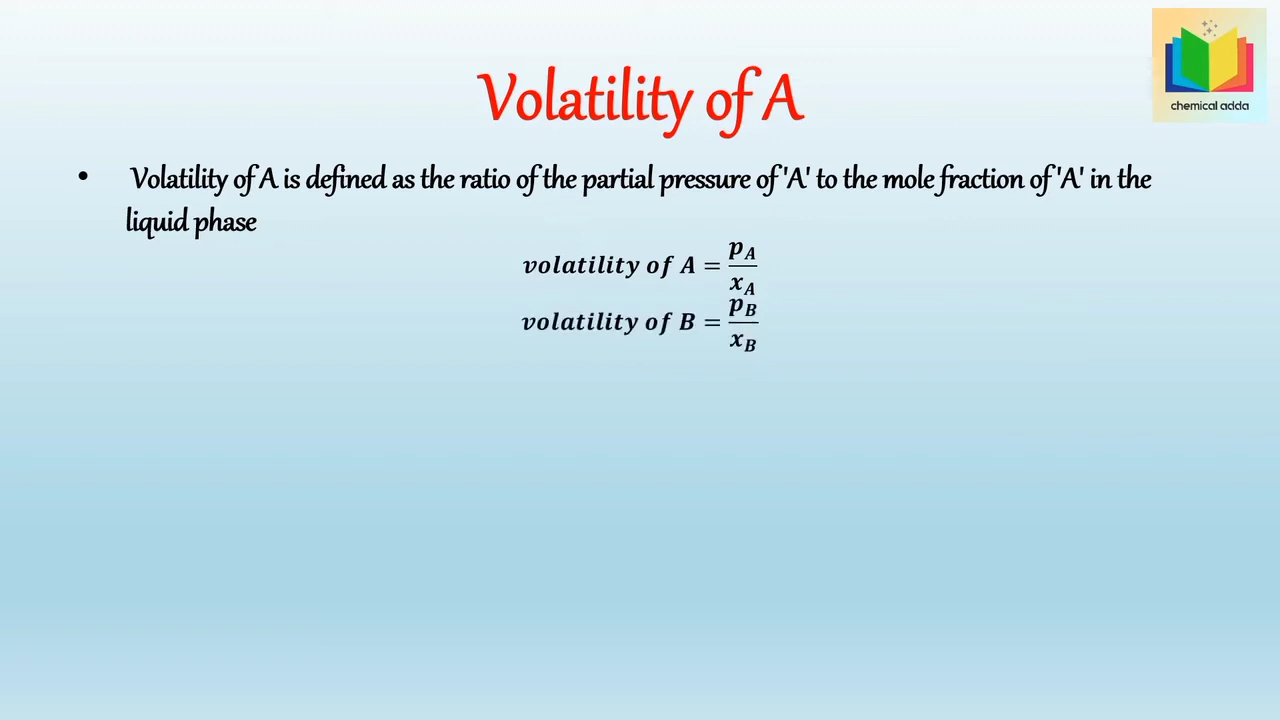 chemical adda
Volatility of A
• Volatility of A is defined as the ratio of the partial pressure of 'A' to the mole fraction of 'A' in the
liquid phase
volatility of A = p_A / x_A
volatility of B = p_B / x_B